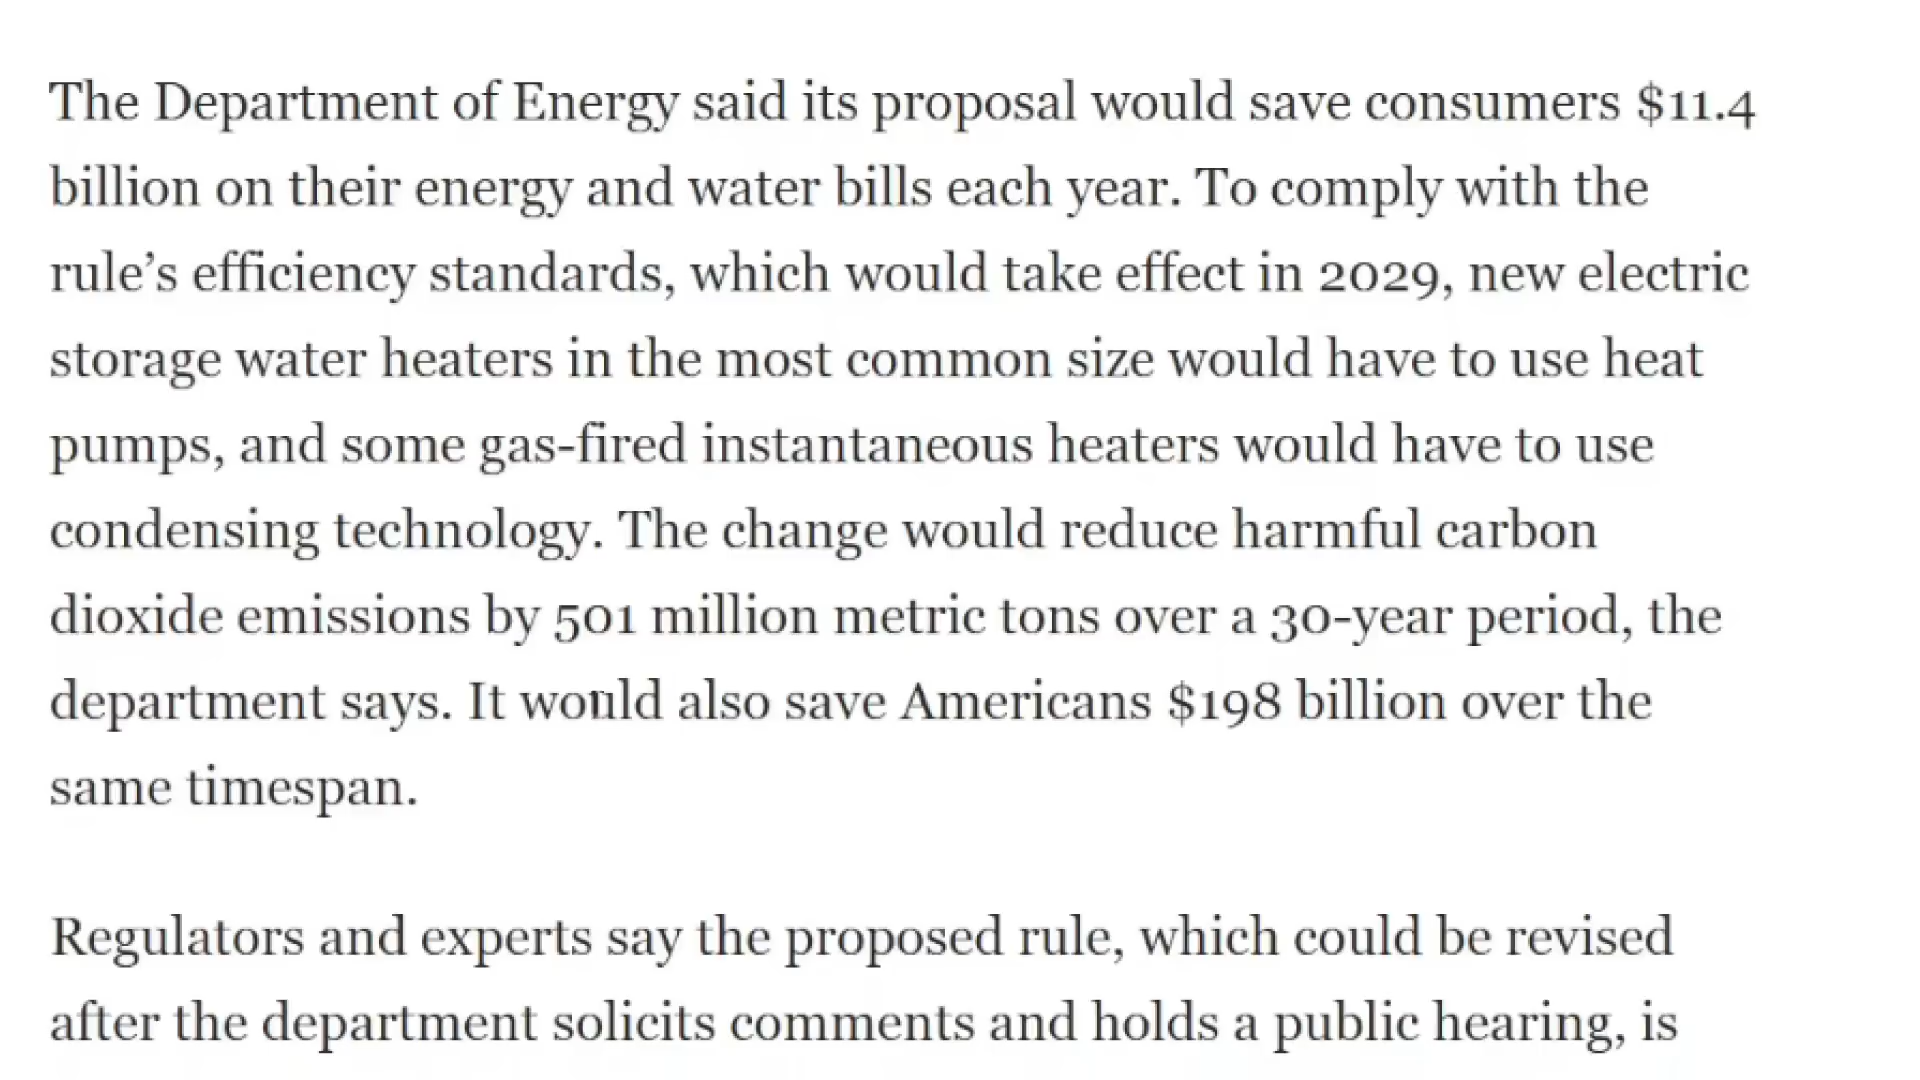 The Department of Energy said its proposal would save consumers $11.4
billion on their energy and water bills each year. To comply with the
rule’s efficiency standards, which would take effect in 2029, new electric
storage water heaters in the most common size would have to use heat
pumps, and some gas-fired instantaneous heaters would have to use
condensing technology. The change would reduce harmful carbon
dioxide emissions by 501 million metric tons over a 30-year period, the
department says. It would also save Americans $198 billion over the
same timespan.
Regulators and experts say the proposed rule, which could be revised
after the department solicits comments and holds a public hearing, is